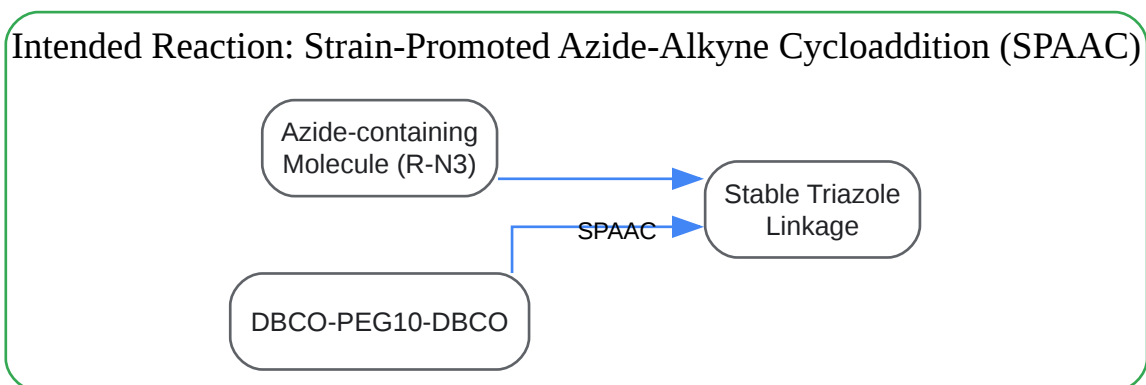 Intended Reaction: Strain-Promoted Azide-Alkyne Cycloaddition (SPAAC)
Azide-containing
Molecule (R-N3)
Stable Triazole
Linkage
SPAAC
DBCO-PEG10-DBCO